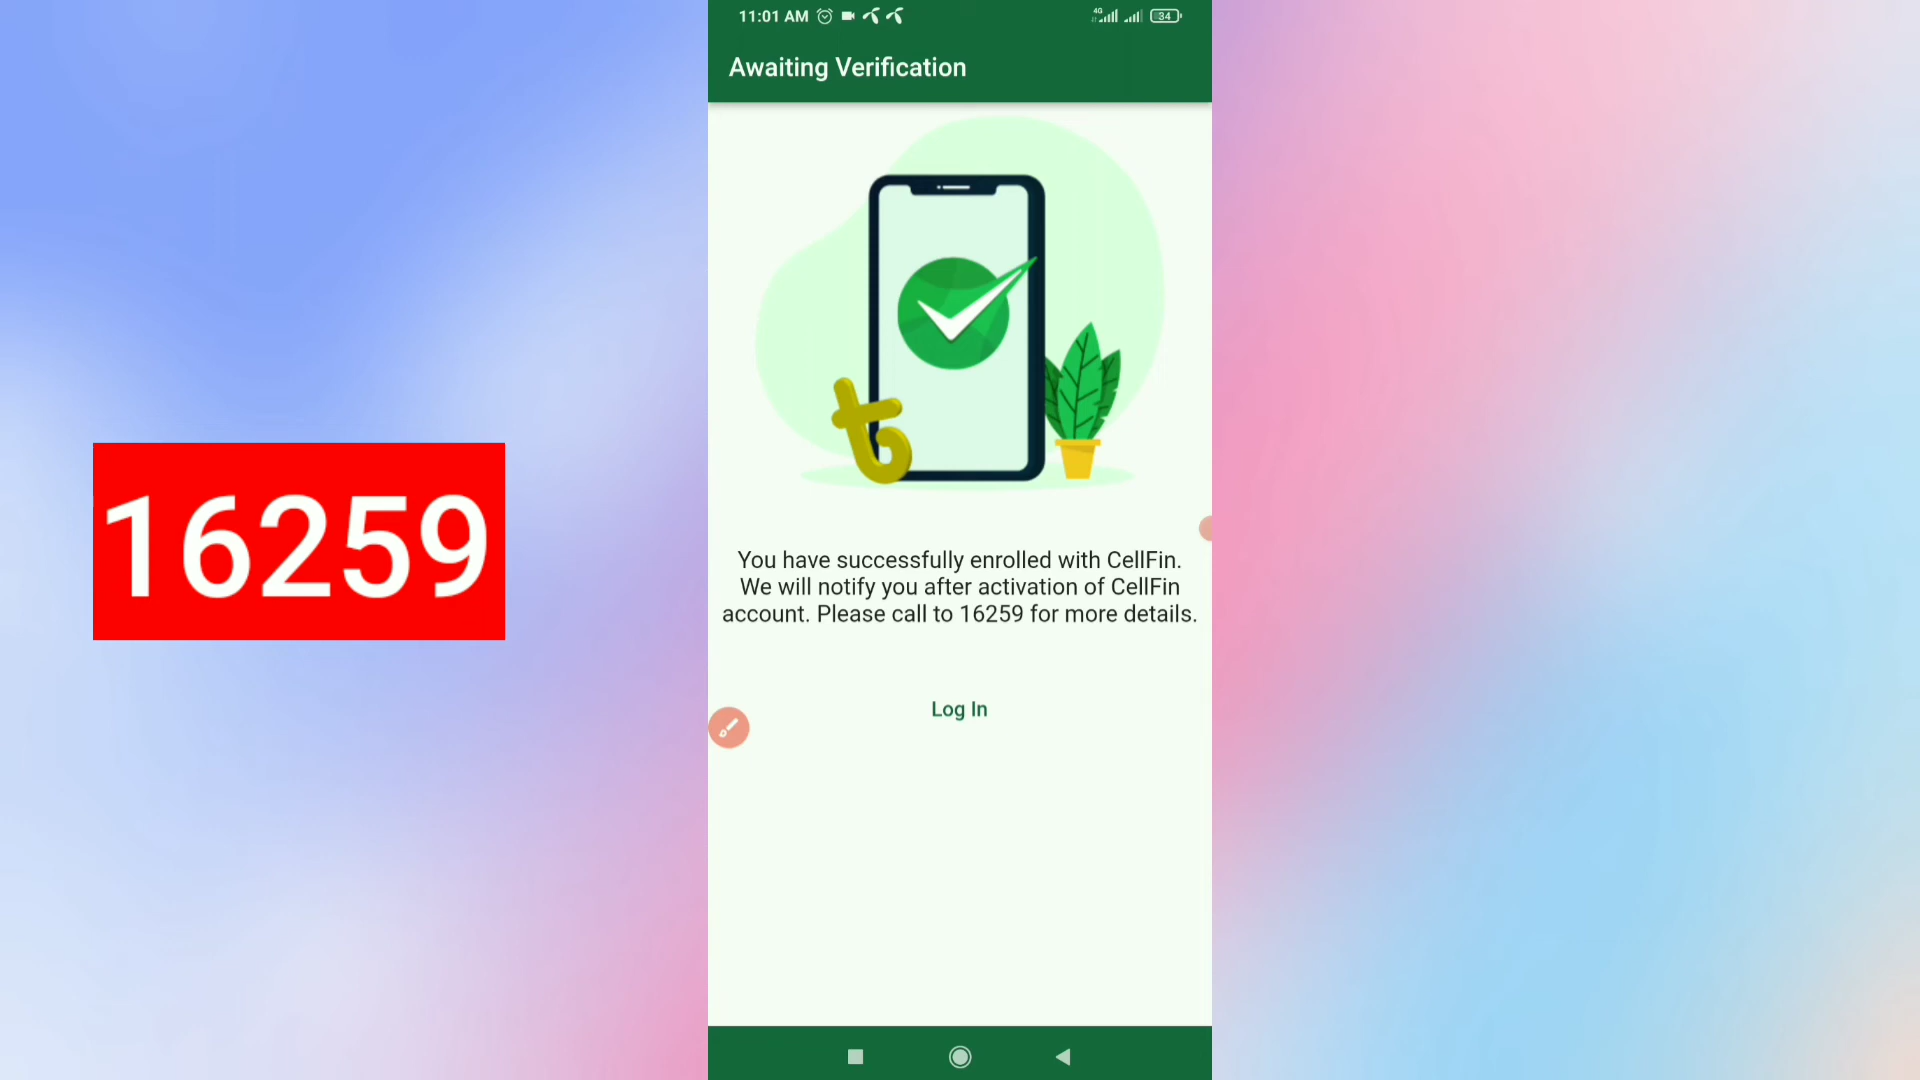 11:01 AM
4G
34
Awaiting Verification
16259
৳
You have successfully enrolled with CellFin.
We will notify you after activation of CellFin
account. Please call to 16259 for more details.
Log In